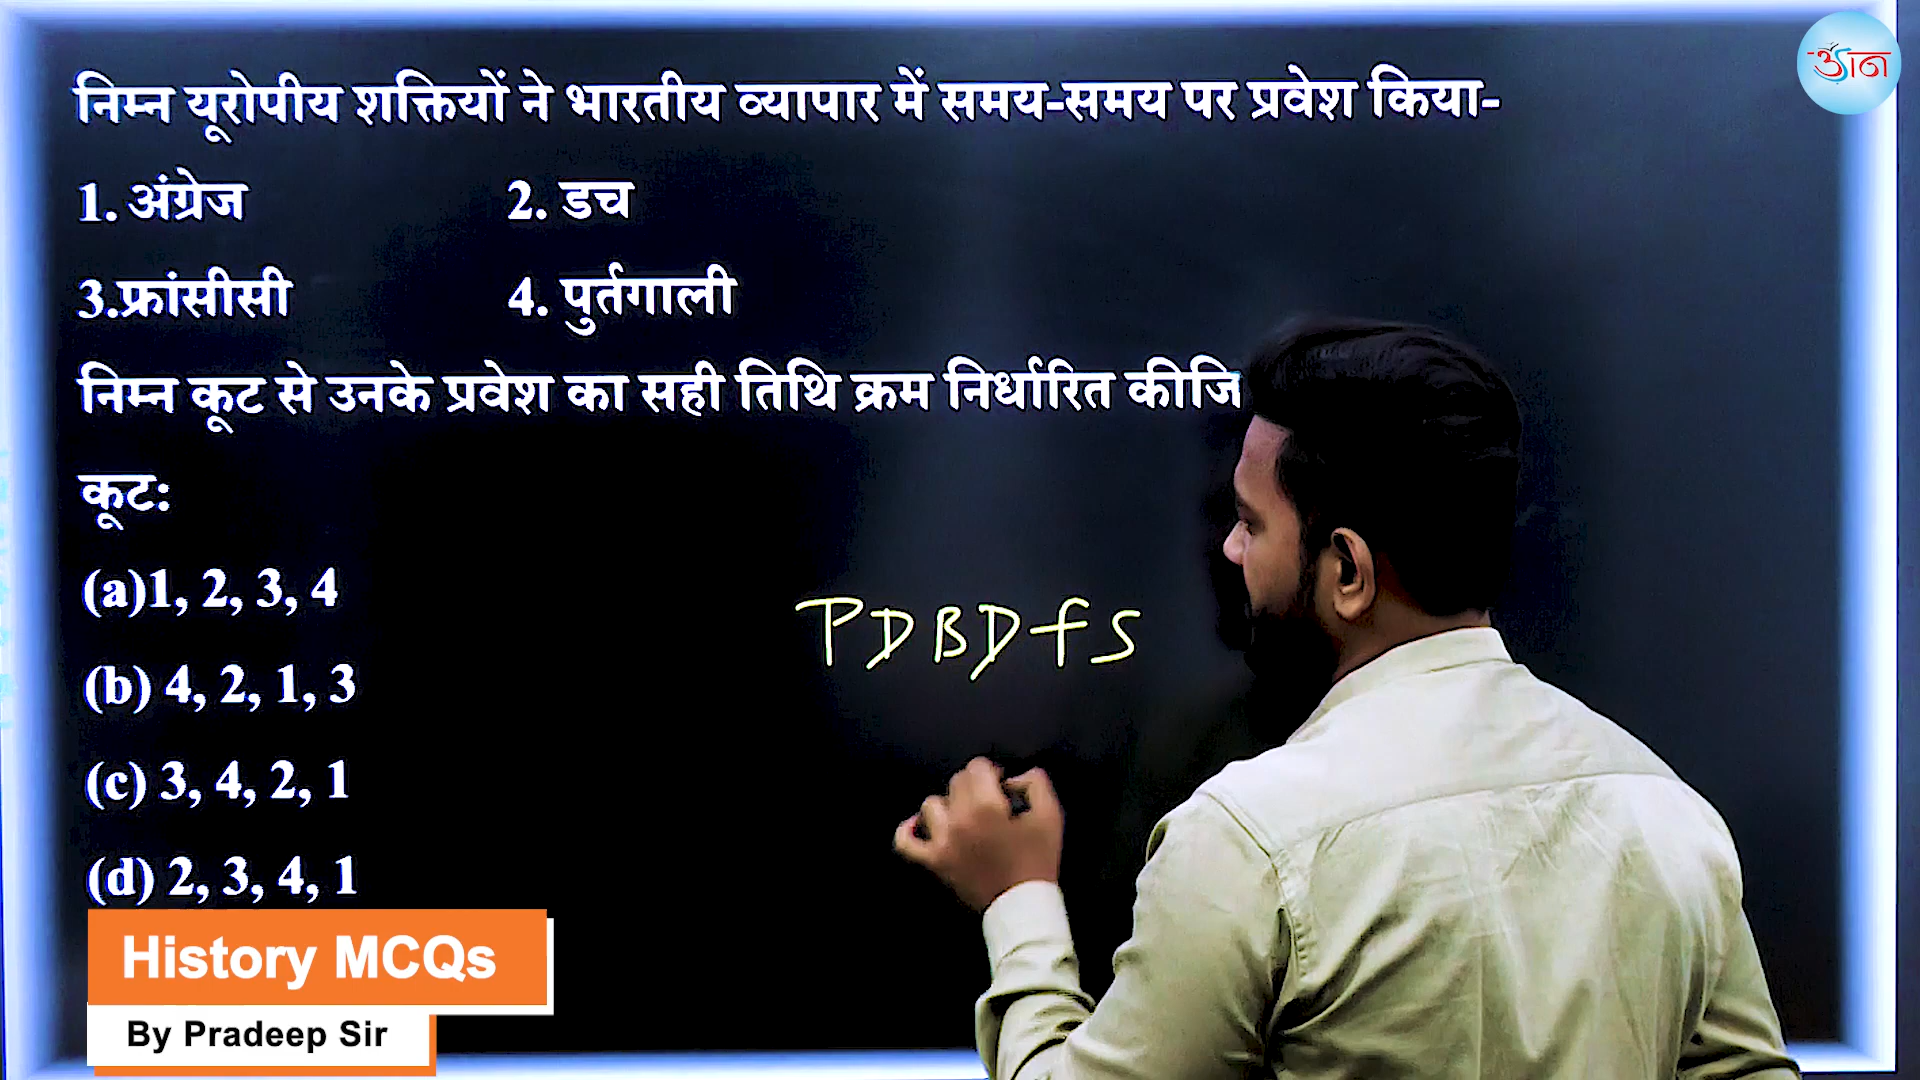 निम्न यूरोपीय शक्तियों ने भारतीय व्यापार में समय-समय पर प्रवेश किया-
1. अंग्रेज 2. डच
3.फ्रांसीसी 4. पुर्तगाली
निम्न कूट से उनके प्रवेश का सही तिथि क्रम निर्धारित कीजि
कूट:
(a)1, 2, 3, 4
(b) 4, 2, 1, 3
(c) 3, 4, 2, 1
(d) 2, 3, 4, 1
PDBDFS
History MCQs
By Pradeep Sir